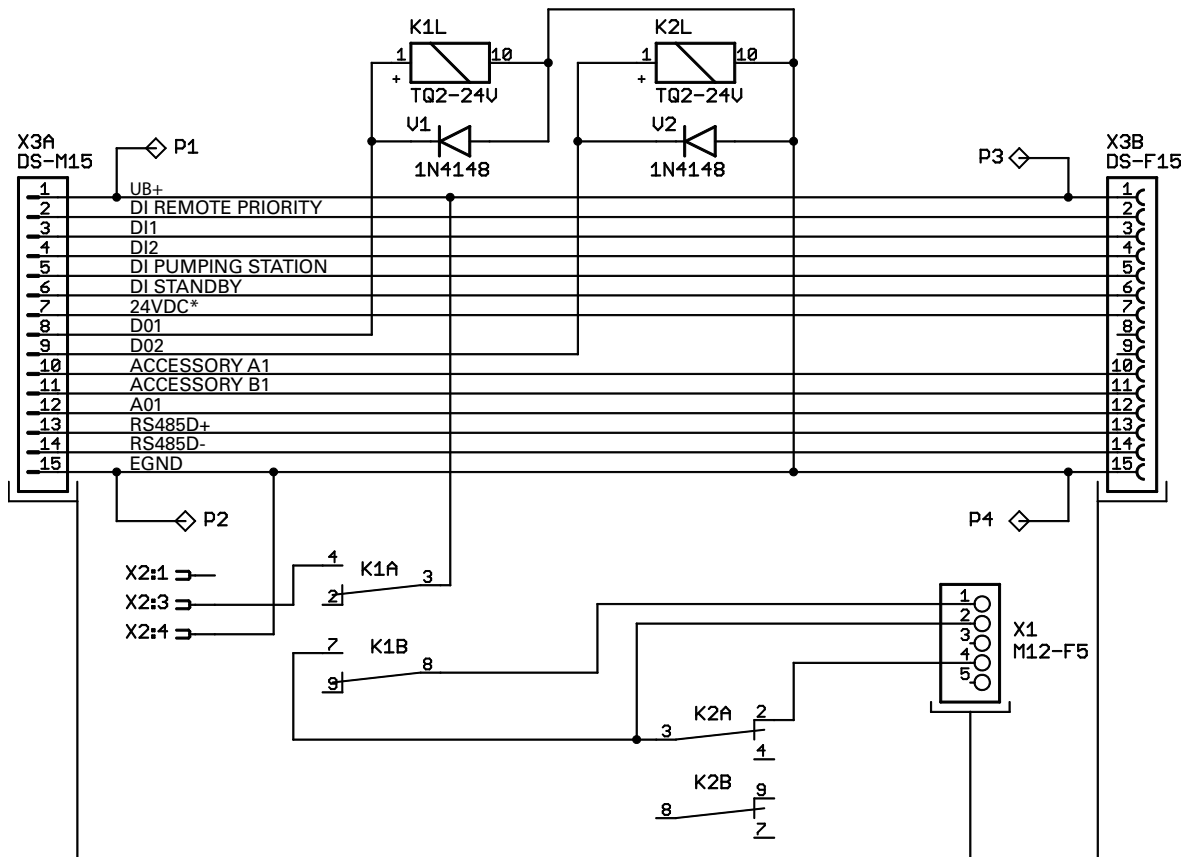 K1L
1 10
+
TQ2-24V
V1
1N4148
K2L
1 10
+
TQ2-24V
V2
1N4148
X3A
DS-M15
P1
P3
X3B
DS-F15
1 UB+ 1
2 DI REMOTE PRIORITY 2
3 DI1 3
4 DI2 4
5 DI PUMPING STATION 5
6 DI STANDBY 6
7 24VDC* 7
8 D01 8
9 D02 9
10 ACCESSORY A1 10
11 ACCESSORY B1 11
12 A01 12
13 RS485D+ 13
14 RS485D- 14
15 EGND 15
P2
P4
X2:1
X2:3
X2:4
4 K1A 3
2
7 K1B 8
9
1
2
3
4
5
X1
M12-F5
K2A 2
3
4
K2B 9
8
7